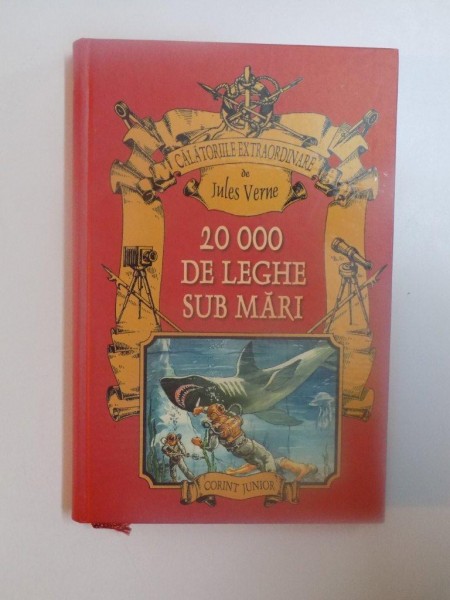 CĂLĂTORIILE EXTRAORDINARE
de
Jules Verne
20 000
DE LEGHE
SUB MĂRI
CORINT JUNIOR